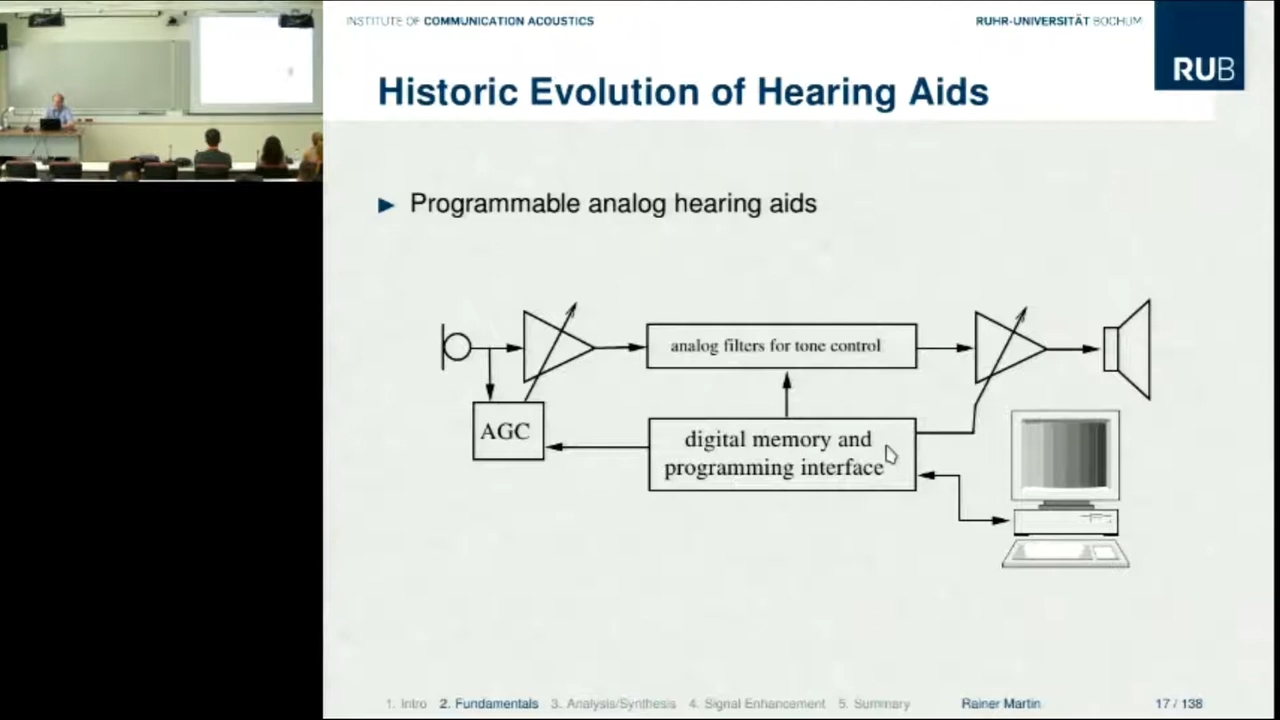 INSTITUTE OF COMMUNICATION ACOUSTICS
RUHR-UNIVERSITÄT BOCHUM
RUB
Historic Evolution of Hearing Aids
Programmable analog hearing aids
analog filters for tone control
AGC
digital memory and
programming interface
1. Intro 2. Fundamentals 3. Analysis/Synthesis 4. Signal Enhancement 5. Summary Rainer Martin 17 / 138